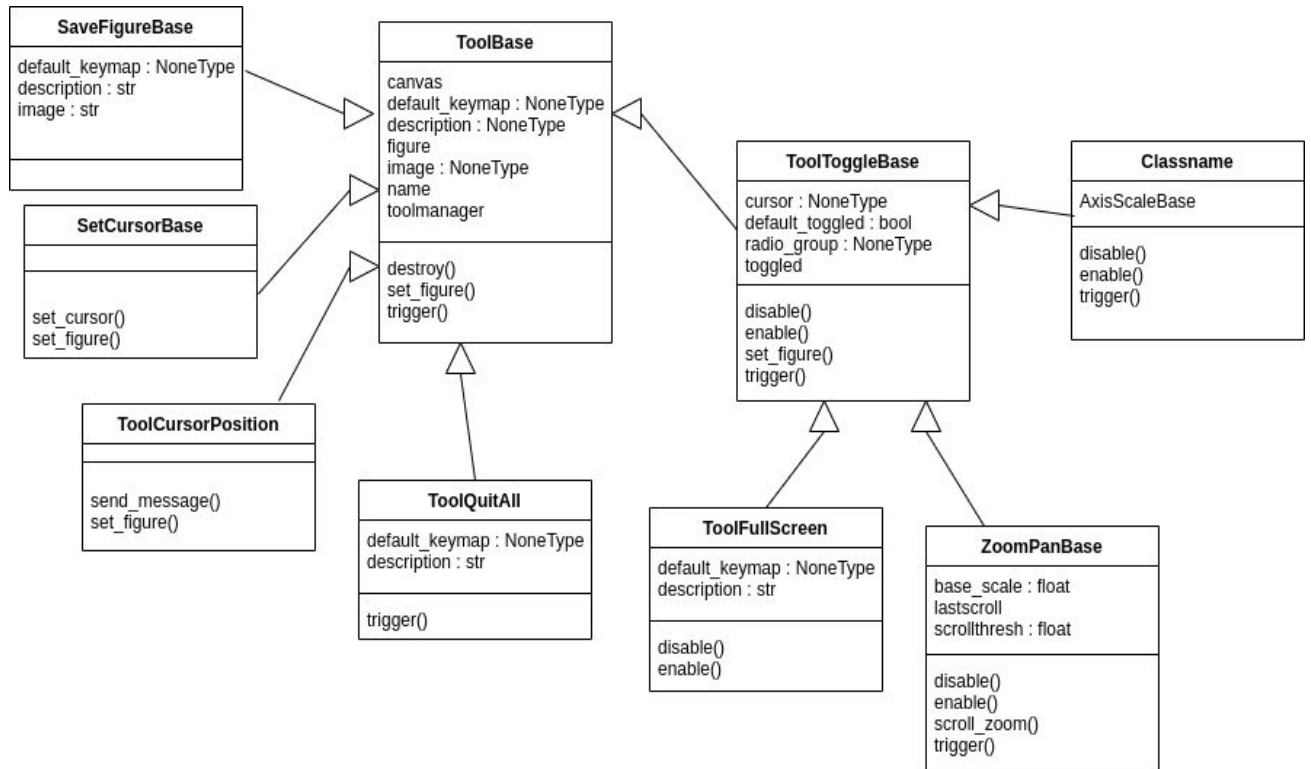 SaveFigureBase
default_keymap : NoneType
description : str
image : str
ToolBase
canvas
default_keymap : NoneType
description : NoneType
figure
image : NoneType
name
toolmanager
destroy()
set_figure()
trigger()
SetCursorBase
set_cursor()
set_figure()
ToolToggleBase
cursor : NoneType
default_toggled : bool
radio_group : NoneType
toggled
disable()
enable()
set_figure()
trigger()
Classname
AxisScaleBase
disable()
enable()
trigger()
ToolCursorPosition
send_message()
set_figure()
ToolQuitAll
default_keymap : NoneType
description : str
trigger()
ToolFullScreen
default_keymap : NoneType
description : str
disable()
enable()
ZoomPanBase
base_scale : float
lastscroll
scrollthresh : float
disable()
enable()
scroll_zoom()
trigger()